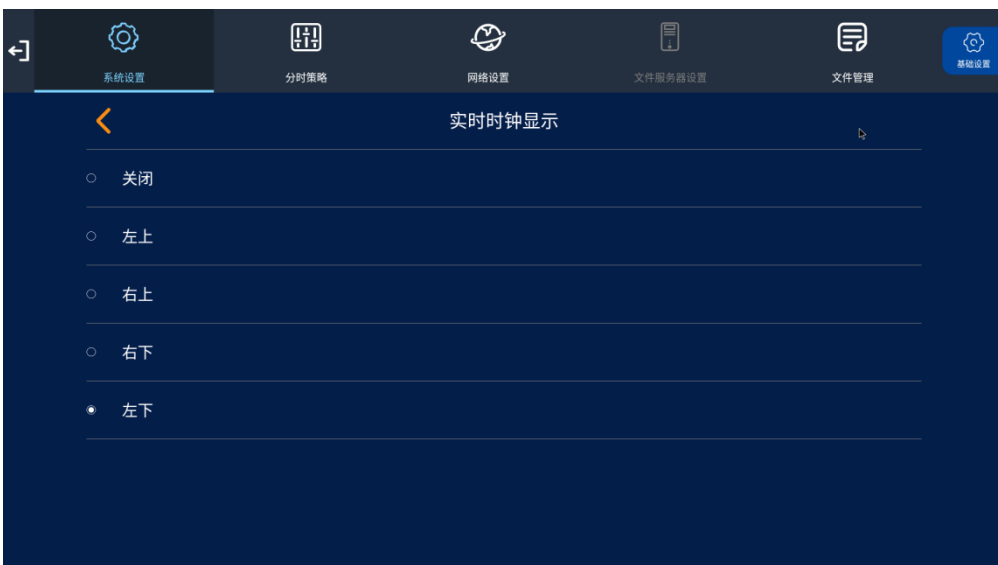 系统设置
分时策略
网络设置
文件服务器设置
文件管理
基础设置
实时时钟显示
关闭
左上
右上
右下
左下